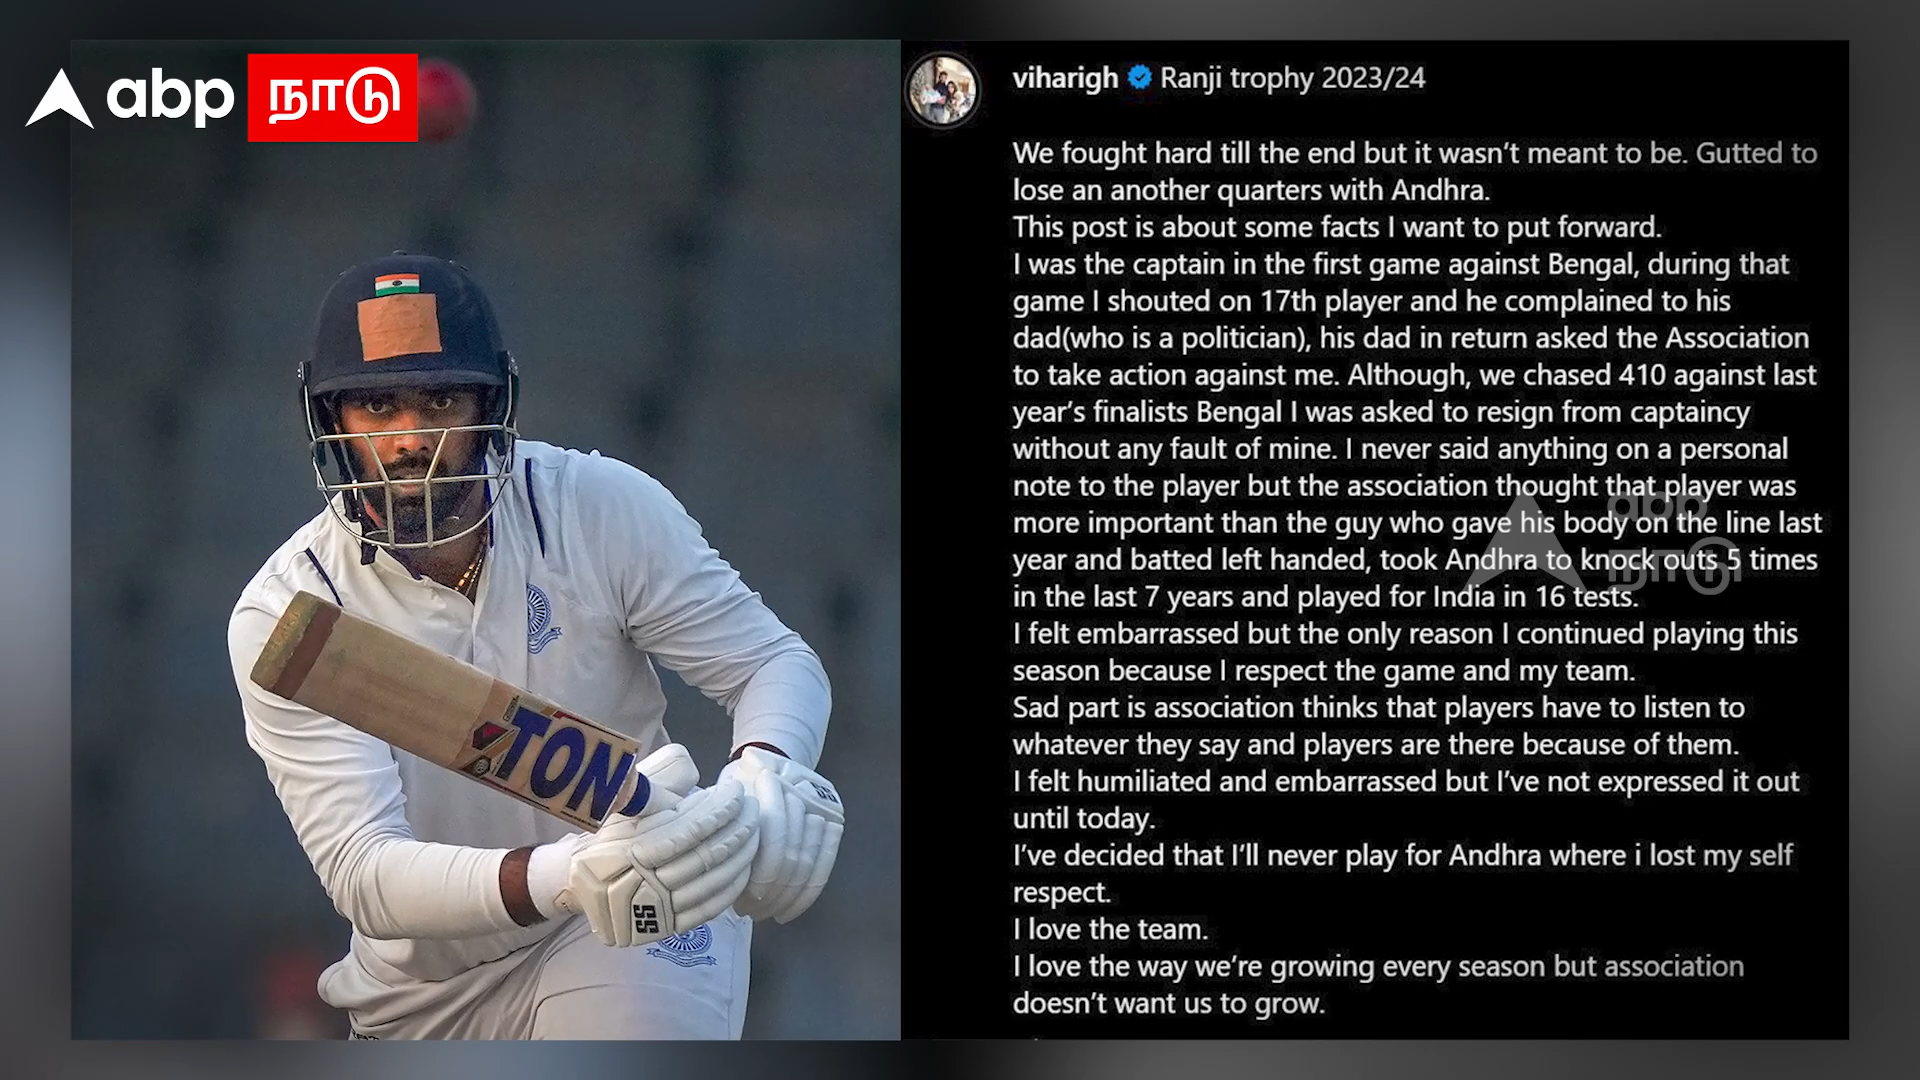 abp நாடு
viharigh Ranji trophy 2023/24
We fought hard till the end but it wasn't meant to be. Gutted to
lose an another quarters with Andhra.
This post is about some facts I want to put forward.
I was the captain in the first game against Bengal, during that
game I shouted on 17th player and he complained to his
dad(who is a politician), his dad in return asked the Association
to take action against me. Although, we chased 410 against last
year's finalists Bengal I was asked to resign from captaincy
without any fault of mine. I never said anything on a personal
note to the player but the association thought that player was
more important than the guy who gave his body on the line last
year and batted left handed, took Andhra to knock outs 5 times
in the last 7 years and played for India in 16 tests.
I felt embarrassed but the only reason I continued playing this
season because I respect the game and my team.
Sad part is association thinks that players have to listen to
whatever they say and players are there because of them.
I felt humiliated and embarrassed but I've not expressed it out
until today.
I've decided that I'll never play for Andhra where i lost my self
respect.
I love the team.
I love the way we're growing every season but association
doesn't want us to grow.
abp
நாடு
TON
SS
SS